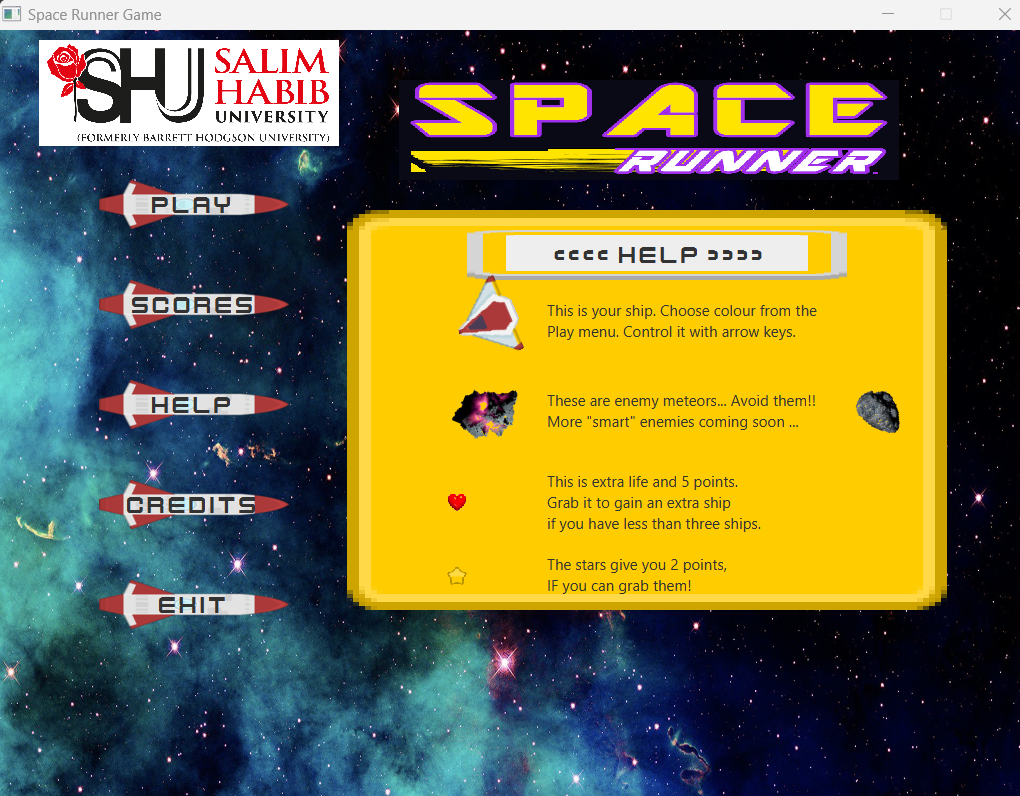 Space Runner Game
SHU
SALIM
HABIB
UNIVERSITY
(FORMERLY BARRETT HODGSON UNIVERSITY)
SPACE
RUNNER
PLAY
SCORES
HELP
CREDITS
EXIT
<<<< HELP >>>>
This is your ship. Choose colour from the
Play menu. Control it with arrow keys.
These are enemy meteors... Avoid them!!
More "smart" enemies coming soon ...
This is extra life and 5 points.
Grab it to gain an extra ship
if you have less than three ships.
The stars give you 2 points,
IF you can grab them!